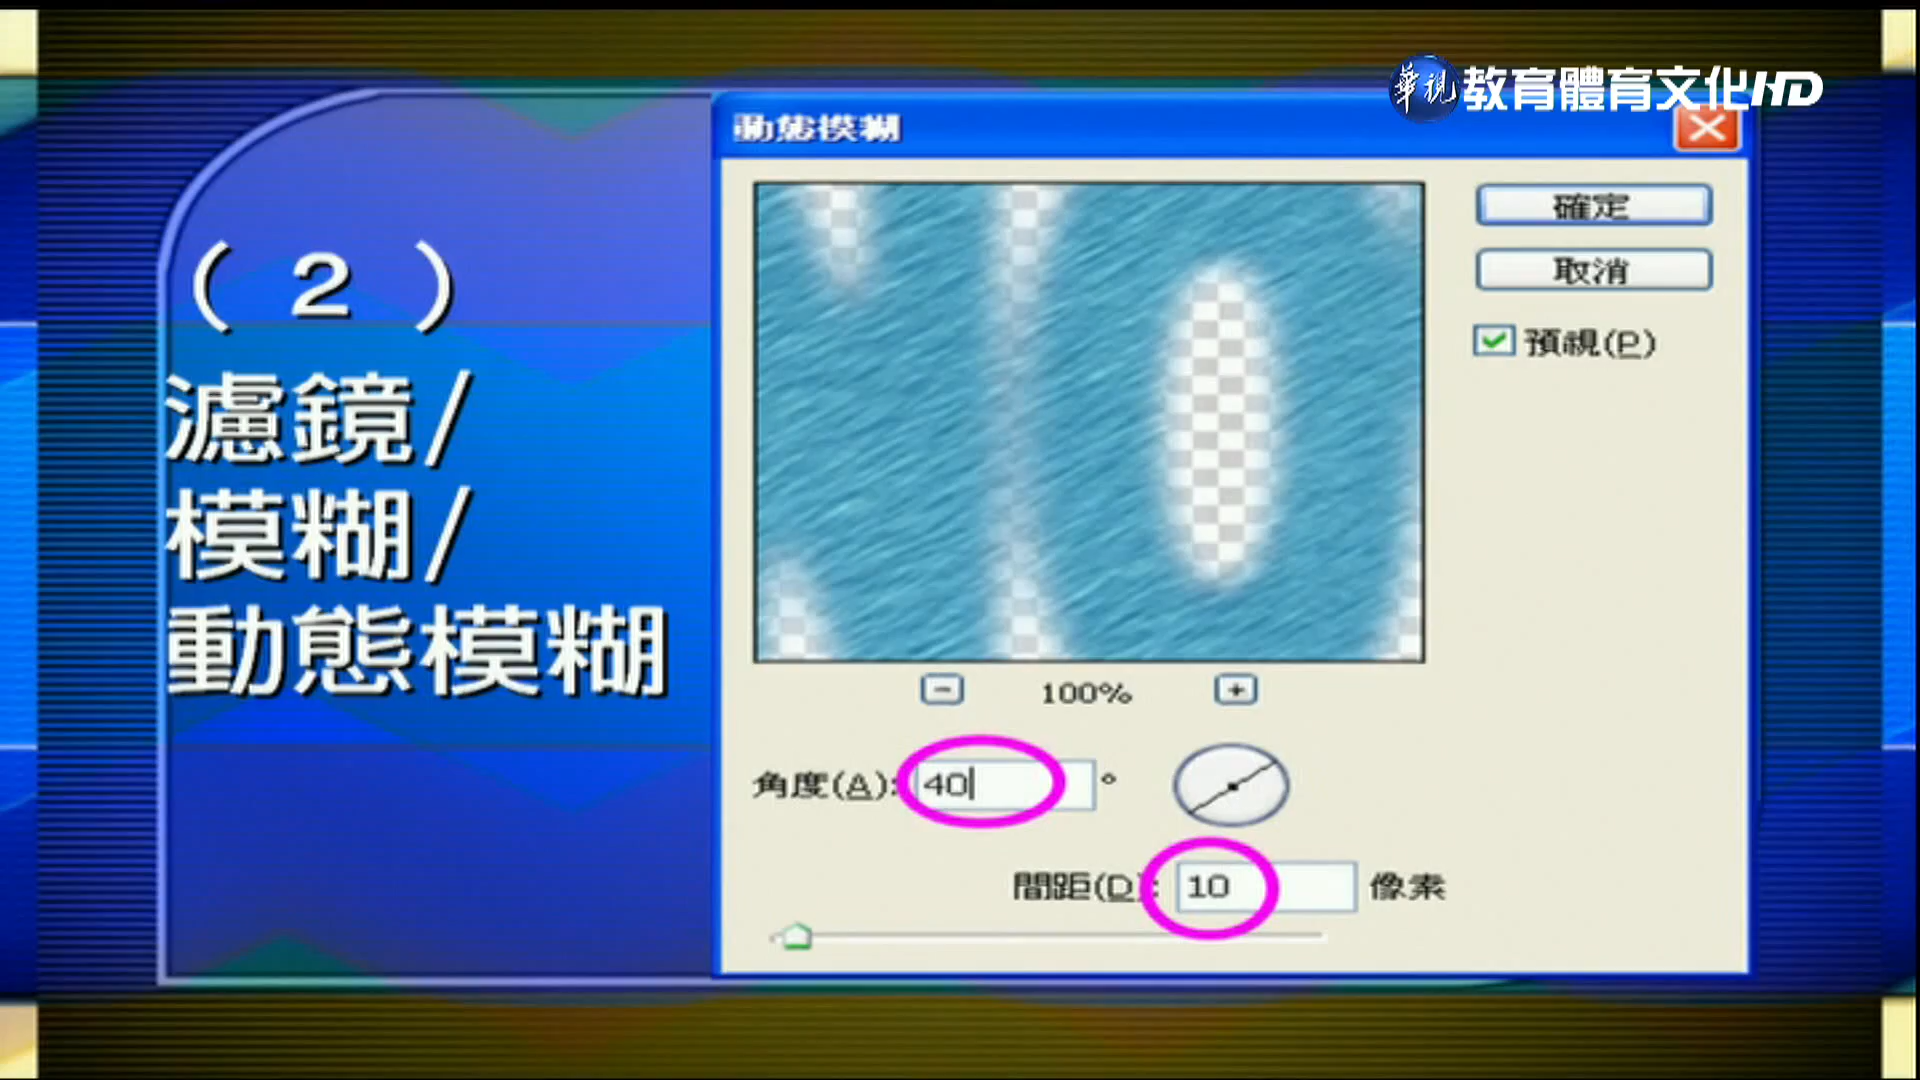 華視 教育體育文化HD
( 2 )
濾鏡/
模糊/
動態模糊
動態模糊
確定
取消
預視(P)
100%
角度(A): 40 °
間距(D): 10 像素